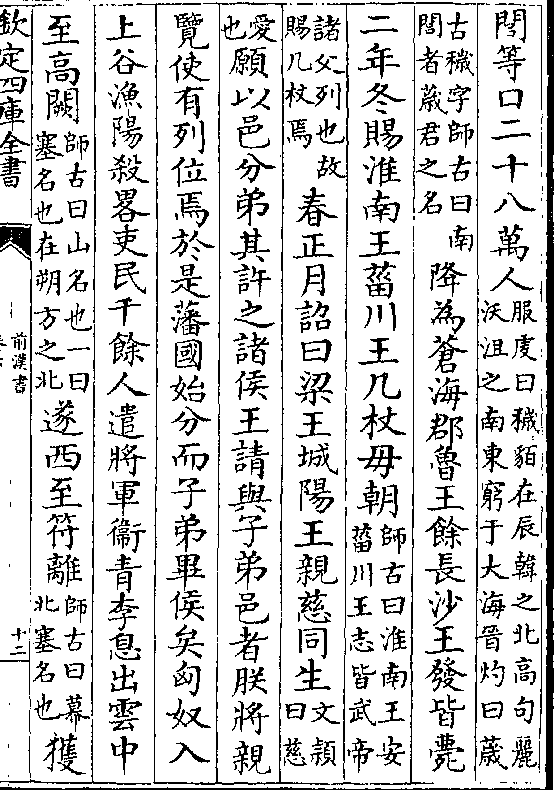 閭等口二十八萬人服虔曰穢貊在辰韓之北高句麗沃沮之南東窮于大海晉灼曰薉
古穢字師古曰南閭者薉君之名降為蒼海郡魯王餘長沙王發皆薨
二年冬賜淮南王菑川王几杖毋朝師古曰淮南王安菑川王志皆武帝
諸父列也故賜几杖焉春正月詔曰梁王城陽王親慈同生文穎曰慈
愛也願以邑分弟其許之諸侯王請與子弟邑者朕將親
覽使有列位焉於是藩國始分而子弟畢侯矣匈奴入
上谷漁陽殺畧吏民千餘人遣將軍衞青李息出雲中
至高闕師古曰山名也一曰塞名也在朔方之北遂西至符離師古曰幕北塞名也獲
欽定四庫全書
前漢書
十二